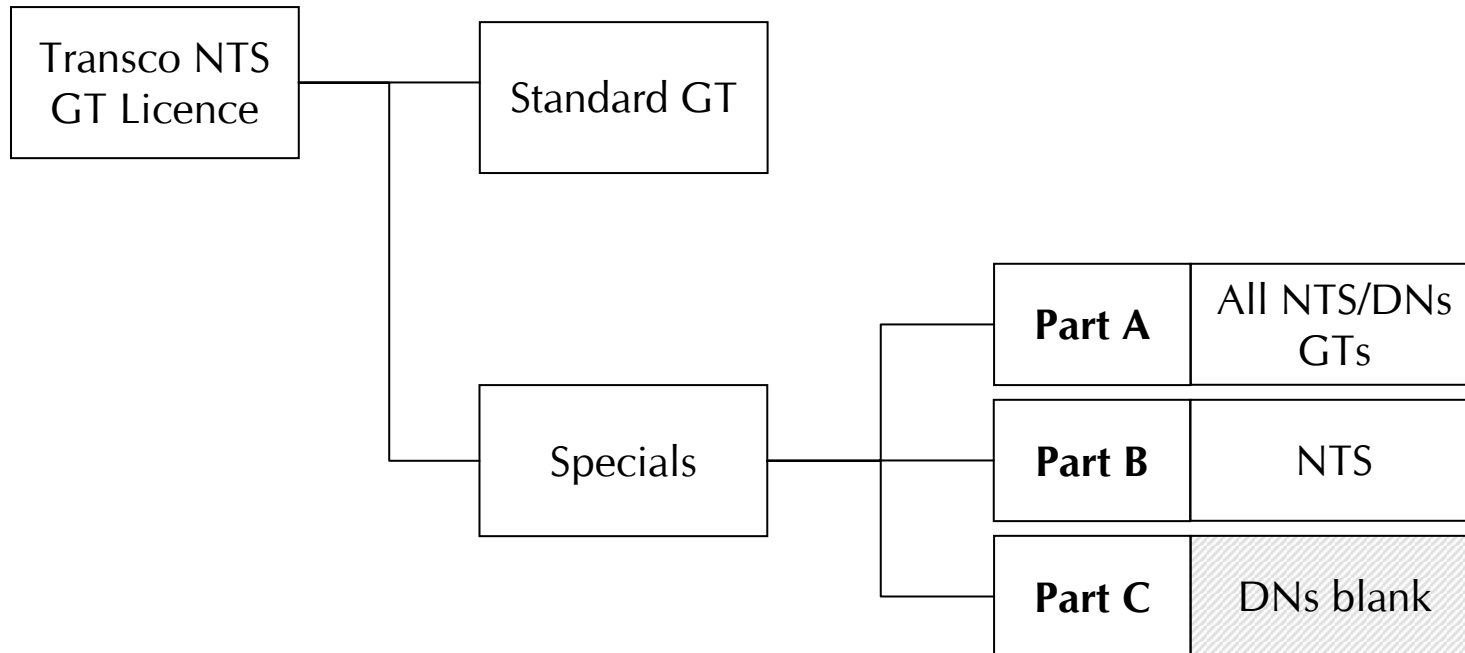 Transco NTS
GT Licence
Standard GT
Specials
Part A
All NTS/DNs
GTs
Part B
NTS
Part C
DNs blank